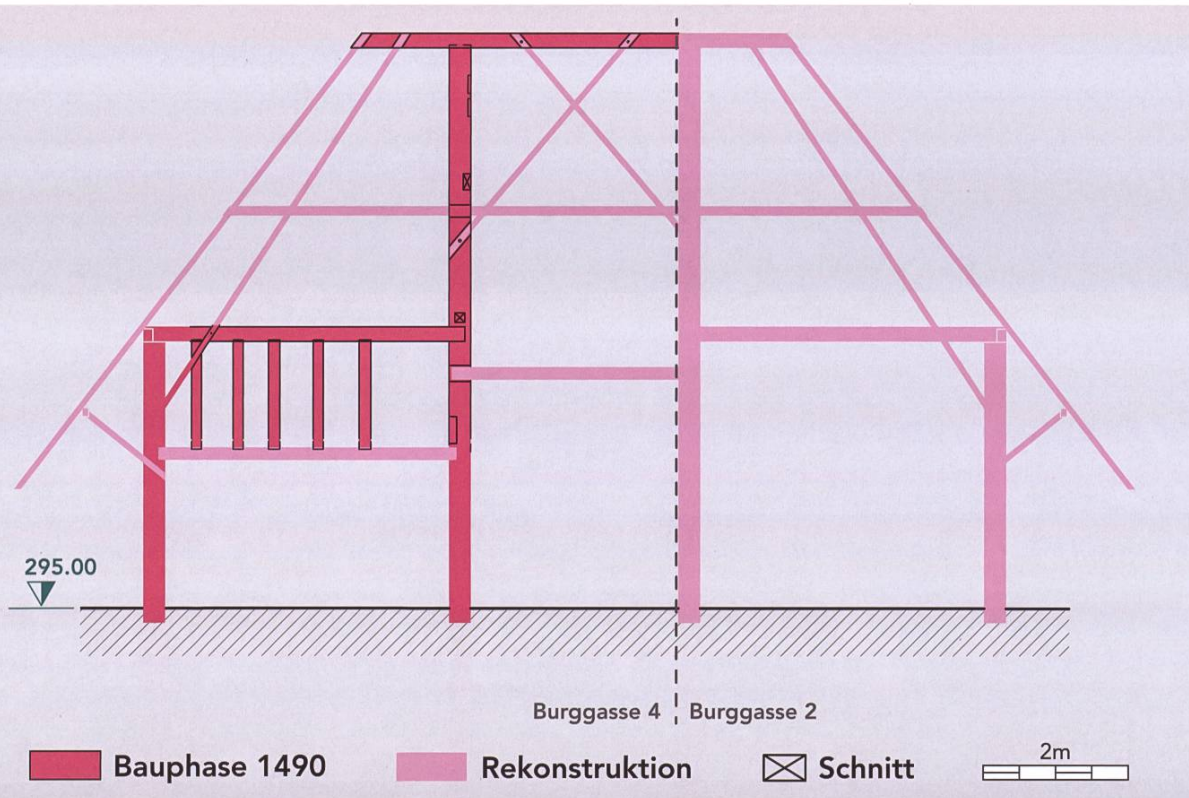 295.00
Burggasse 4
Burggasse 2
Bauphase 1490
Rekonstruktion
Schnitt
2m